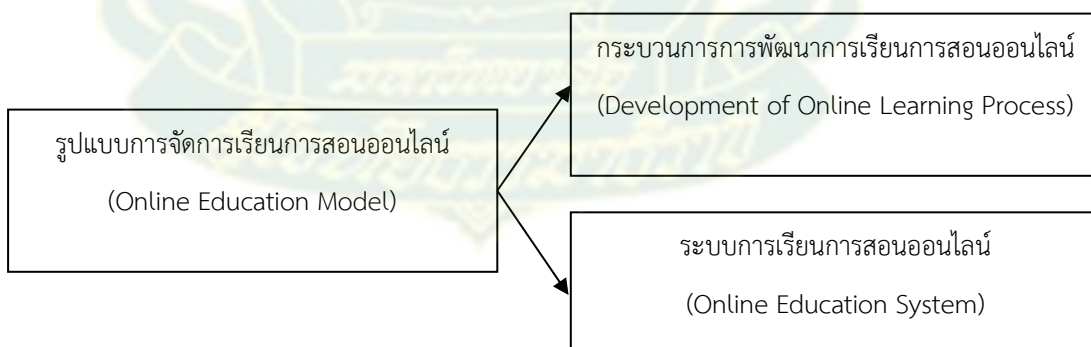 กระบวนการการพัฒนาการเรียนการสอนออนไลน์
(Development of Online Learning Process)
รูปแบบการจัดการเรียนการสอนออนไลน์
(Online Education Model)
ระบบการเรียนการสอนออนไลน์
(Online Education System)